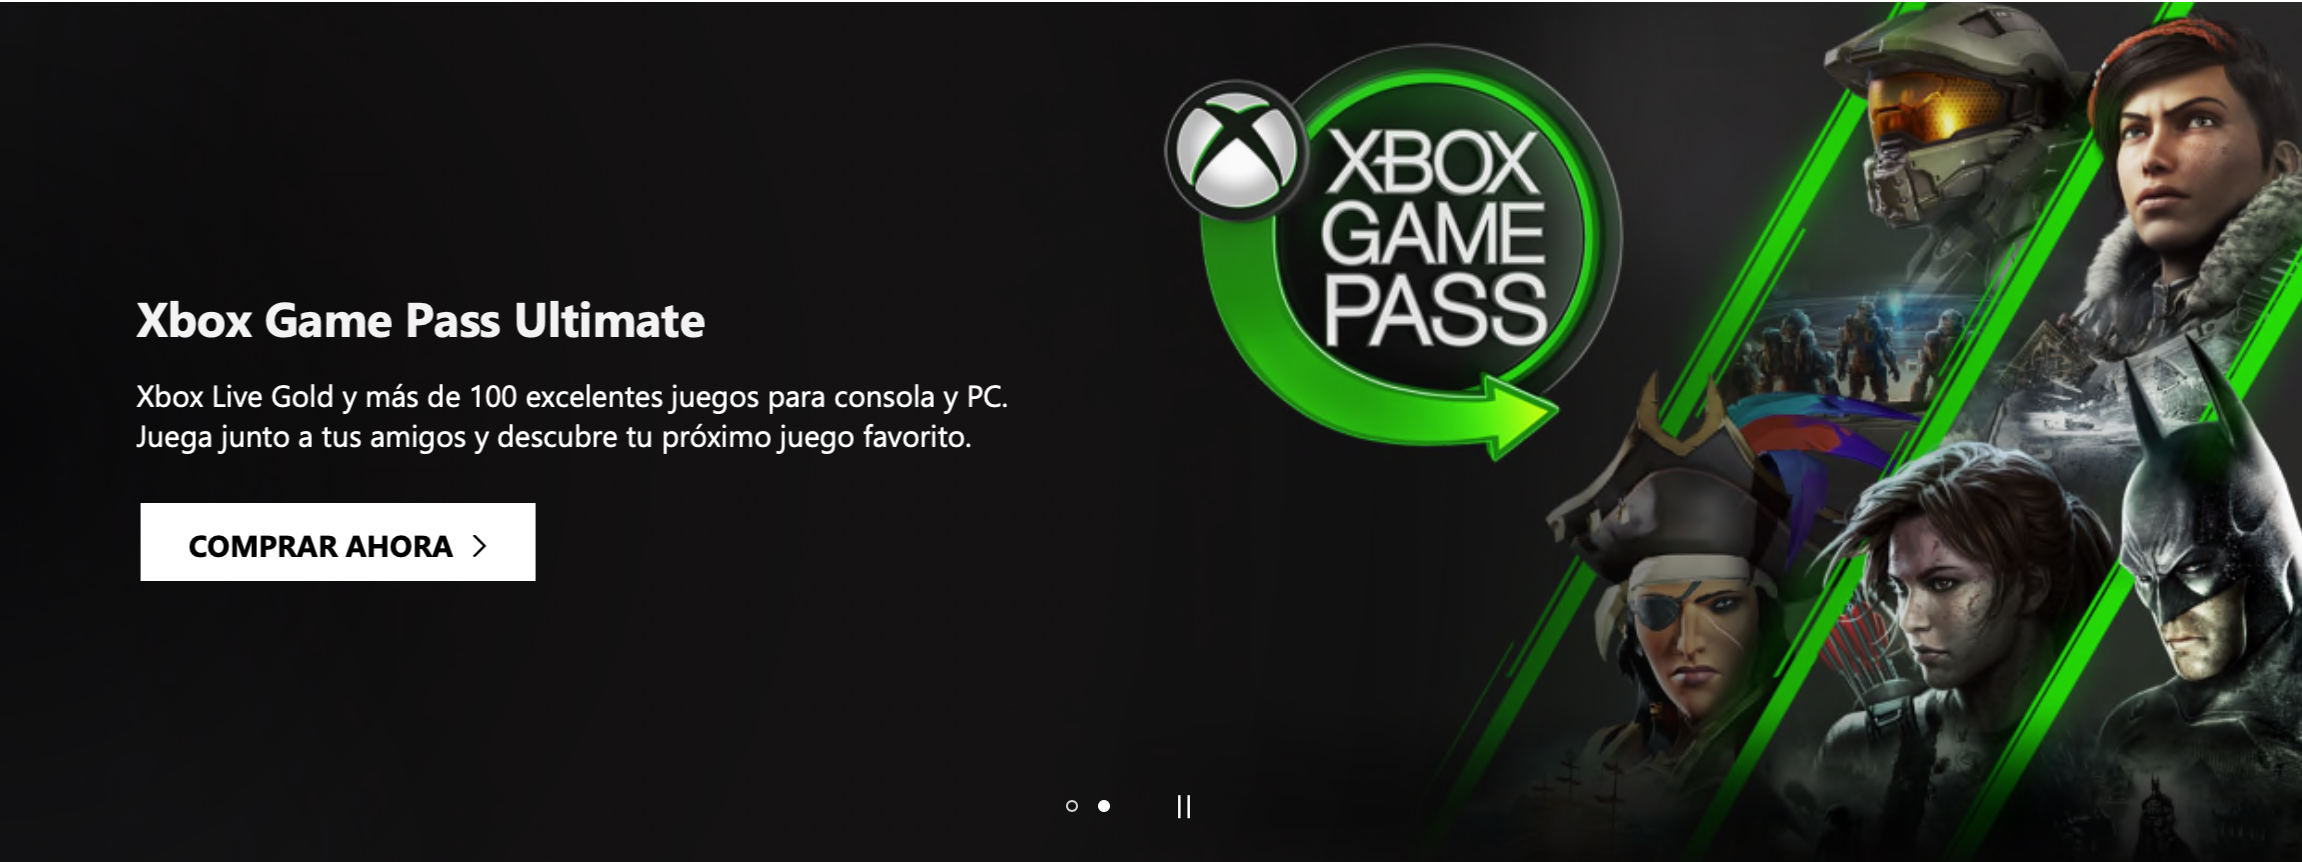 XBOX
GAME
PASS
Xbox Game Pass Ultimate
Xbox Live Gold y más de 100 excelentes juegos para consola y PC.
Juega junto a tus amigos y descubre tu próximo juego favorito.
COMPRAR AHORA